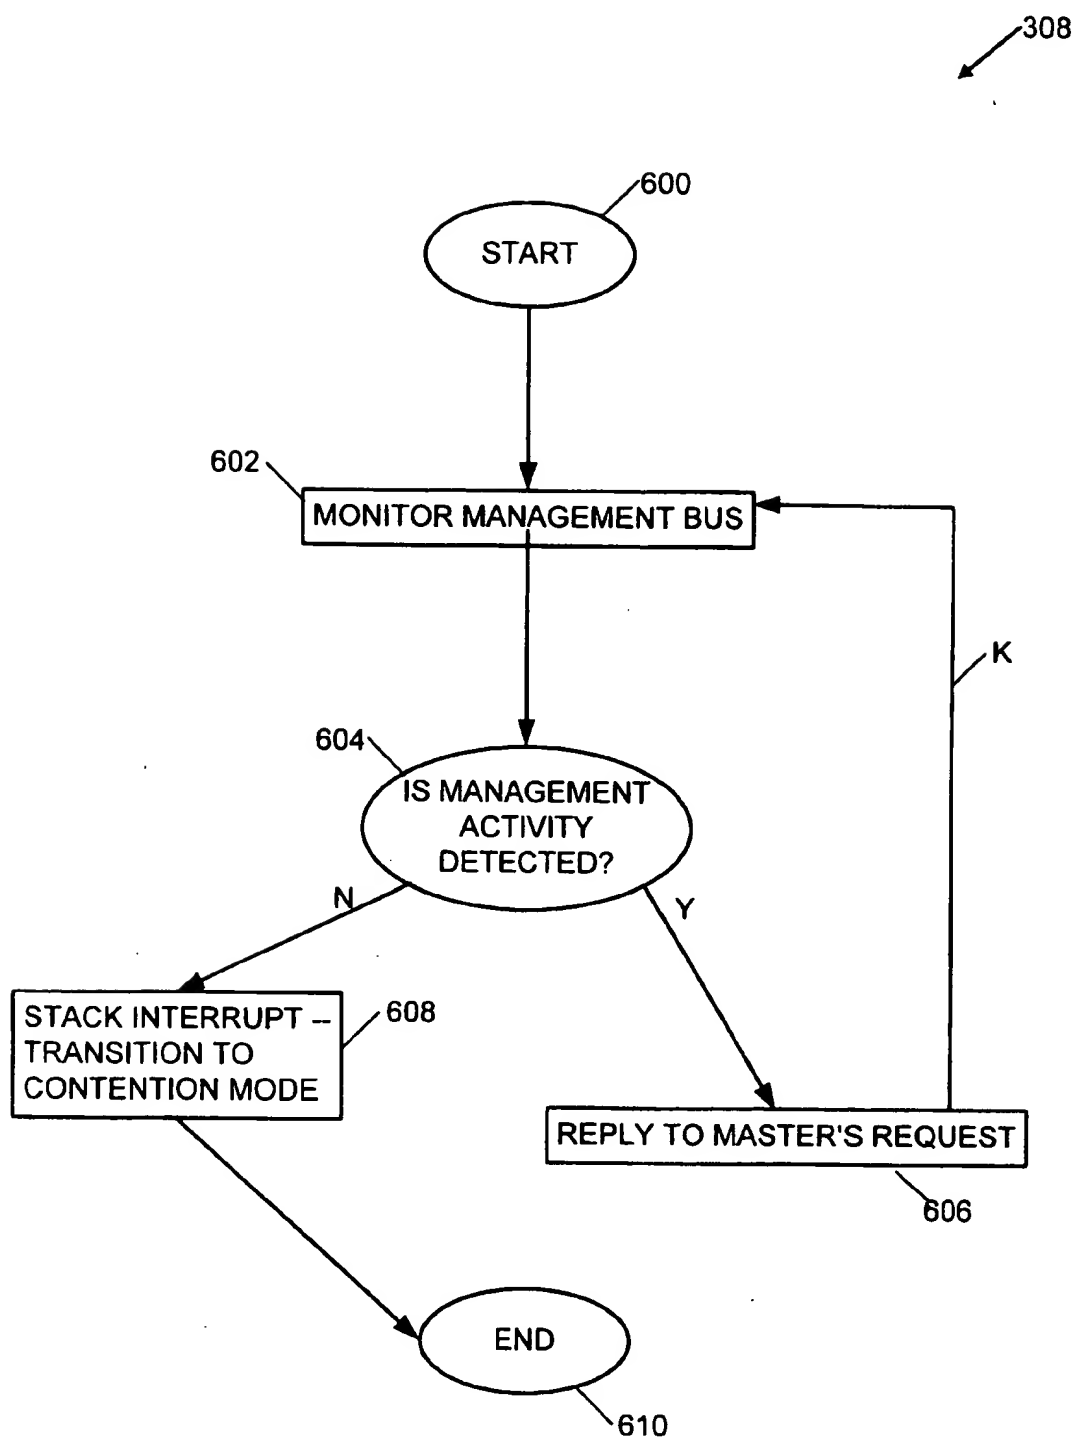 308
600
START
602
MONITOR MANAGEMENT BUS
K
604
IS MANAGEMENT
ACTIVITY
DETECTED?
N
Y
STACK INTERRUPT --
TRANSITION TO
CONTENTION MODE
608
REPLY TO MASTER'S REQUEST
606
END
610